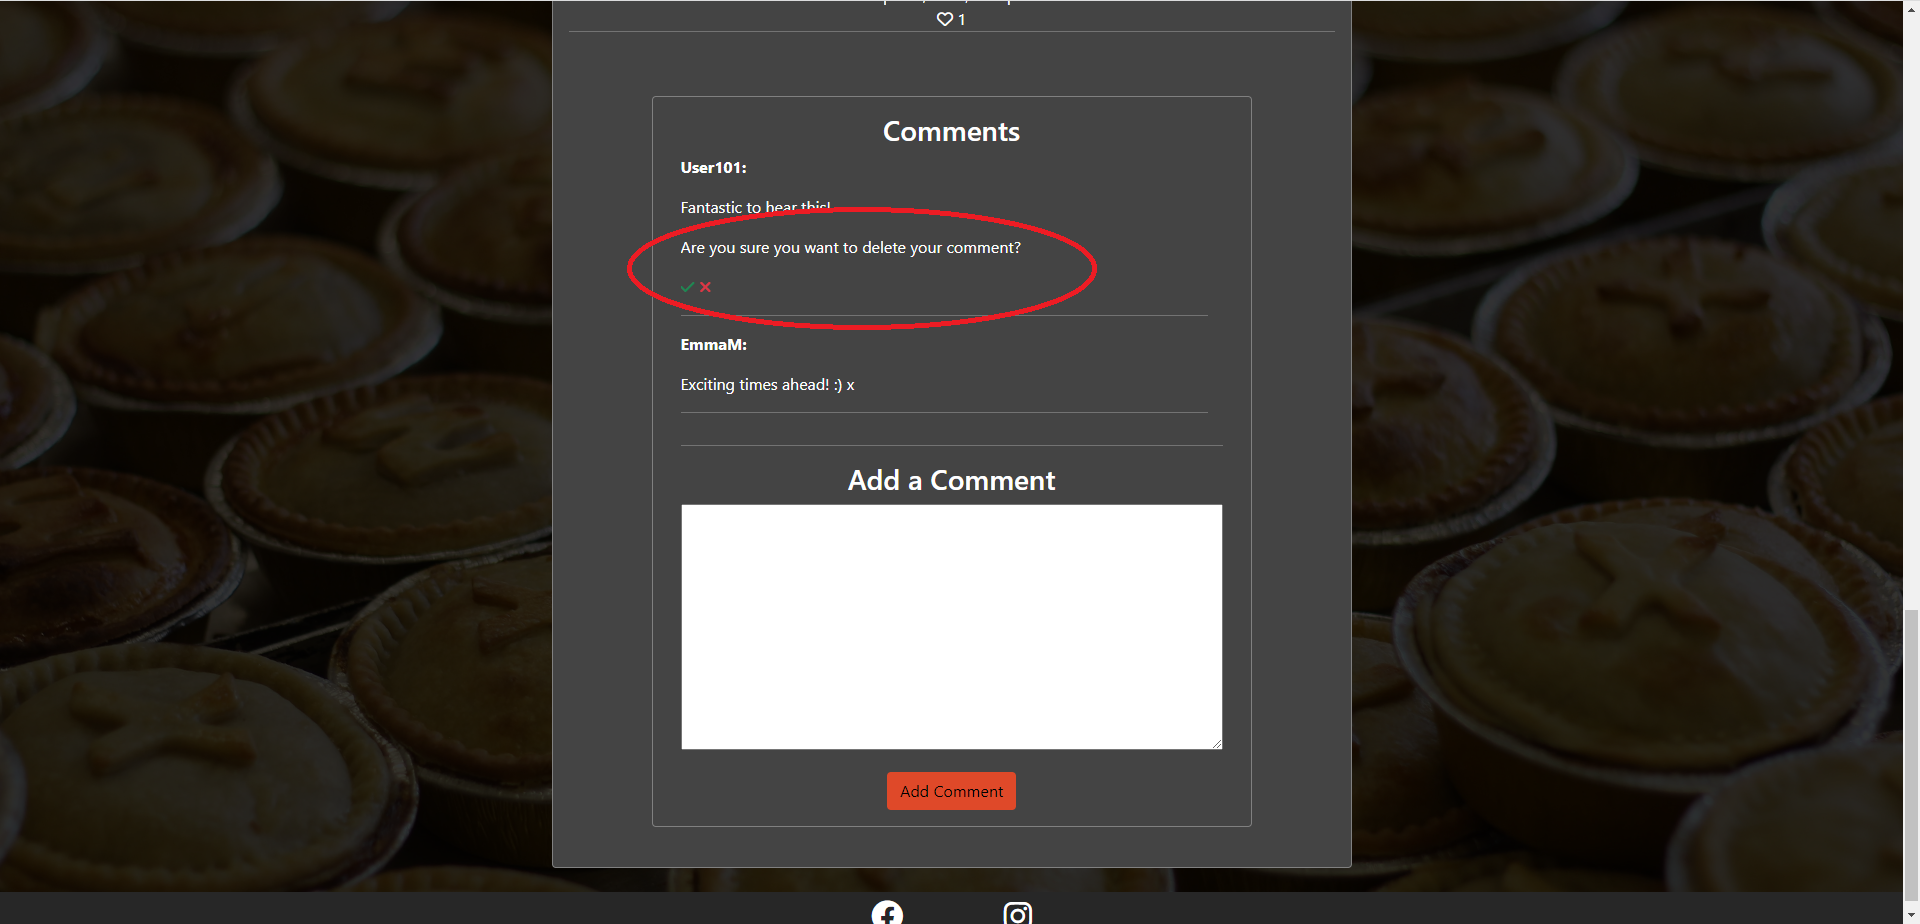 1
Comments
User101:
Fantastic to hear this!
Are you sure you want to delete your comment?
EmmaM:
Exciting times ahead! :) x
Add a Comment
Add Comment